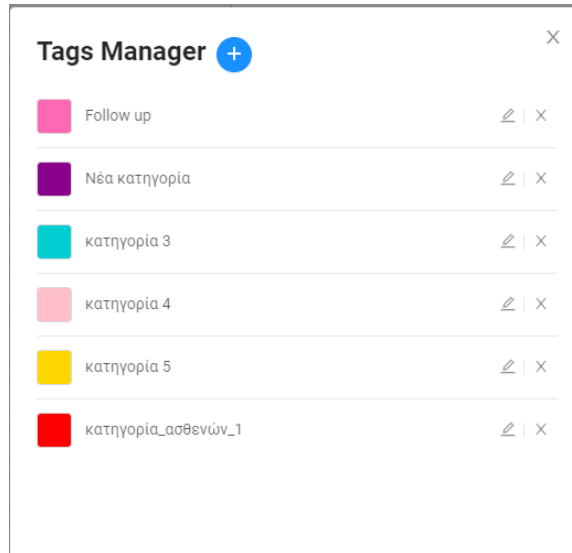 Tags Manager
Follow up
Νέα κατηγορία
κατηγορία 3
κατηγορία 4
κατηγορία 5
κατηγορία_ασθενών_1